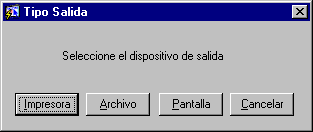 Tipo Salida
Seleccione el dispositivo de salida
Impresora Archivo Pantalla Cancelar